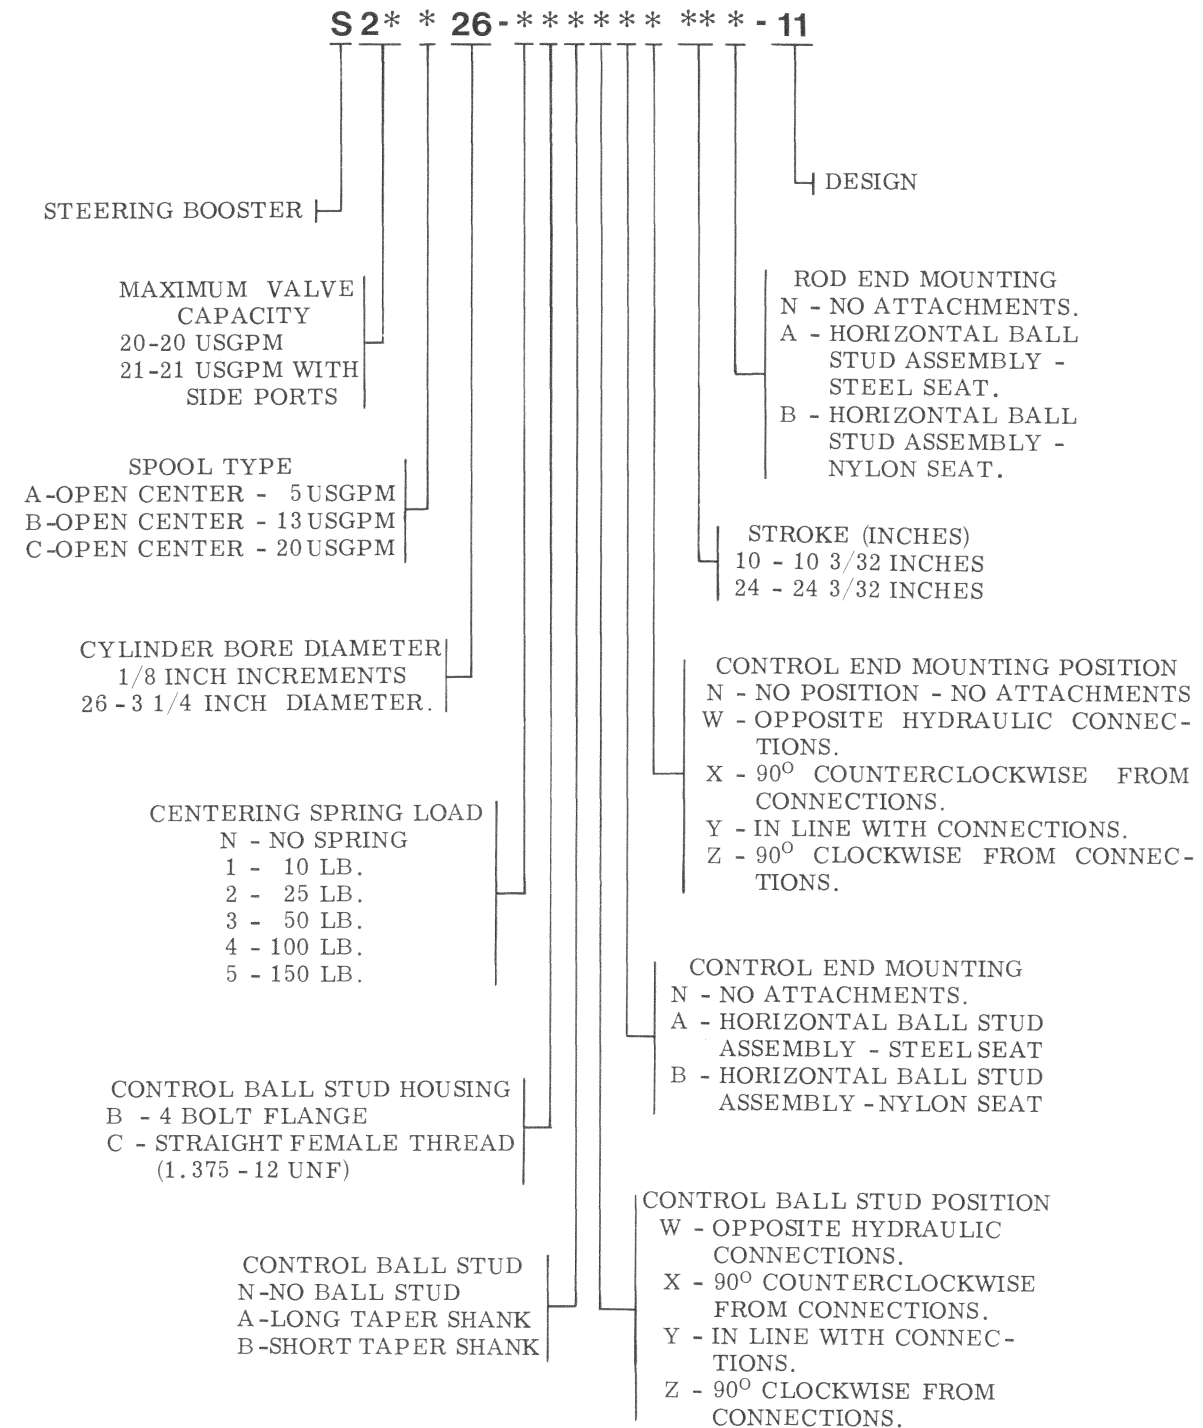 S2* * 26-****** ** *-11
STEERING BOOSTER
MAXIMUM VALVE
CAPACITY
20-20 USGPM
21-21 USGPM WITH
SIDE PORTS
SPOOL TYPE
A-OPEN CENTER - 5 USGPM
B-OPEN CENTER - 13 USGPM
C-OPEN CENTER - 20 USGPM
CYLINDER BORE DIAMETER
1/8 INCH INCREMENTS
26 - 3 1/4 INCH DIAMETER.
CENTERING SPRING LOAD
N - NO SPRING
1 - 10 LB.
2 - 25 LB.
3 - 50 LB.
4 - 100 LB.
5 - 150 LB.
CONTROL BALL STUD HOUSING
B - 4 BOLT FLANGE
C - STRAIGHT FEMALE THREAD
(1.375 - 12 UNF)
CONTROL BALL STUD
N-NO BALL STUD
A-LONG TAPER SHANK
B-SHORT TAPER SHANK
DESIGN
ROD END MOUNTING
N - NO ATTACHMENTS.
A - HORIZONTAL BALL
STUD ASSEMBLY -
STEEL SEAT.
B - HORIZONTAL BALL
STUD ASSEMBLY -
NYLON SEAT.
STROKE (INCHES)
10 - 10 3/32 INCHES
24 - 24 3/32 INCHES
CONTROL END MOUNTING POSITION
N - NO POSITION - NO ATTACHMENTS
W - OPPOSITE HYDRAULIC CONNEC-
TIONS.
X - 90° COUNTERCLOCKWISE FROM
CONNECTIONS.
Y - IN LINE WITH CONNECTIONS.
Z - 90° CLOCKWISE FROM CONNEC-
TIONS.
CONTROL END MOUNTING
N - NO ATTACHMENTS.
A - HORIZONTAL BALL STUD
ASSEMBLY - STEEL SEAT
B - HORIZONTAL BALL STUD
ASSEMBLY - NYLON SEAT
CONTROL BALL STUD POSITION
W - OPPOSITE HYDRAULIC
CONNECTIONS.
X - 90° COUNTERCLOCKWISE
FROM CONNECTIONS.
Y - IN LINE WITH CONNEC-
TIONS.
Z - 90° CLOCKWISE FROM
CONNECTIONS.